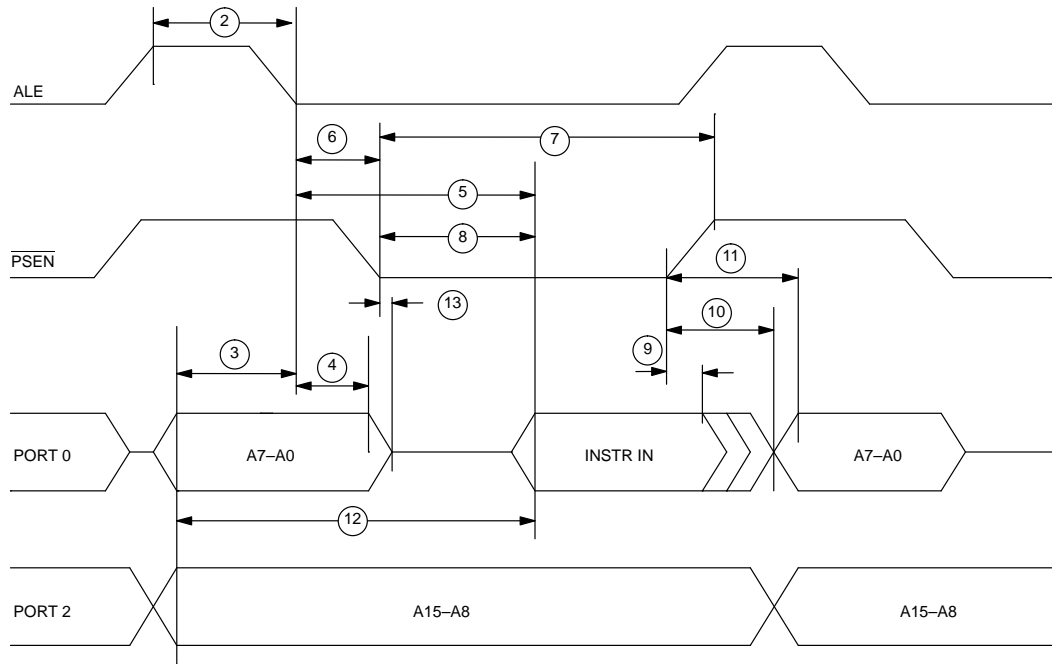 2
ALE
6
7
5
8
PSEN
11
13
10
3
4
9
PORT 0
A7–A0
INSTR IN
A7–A0
12
PORT 2
A15–A8
A15–A8